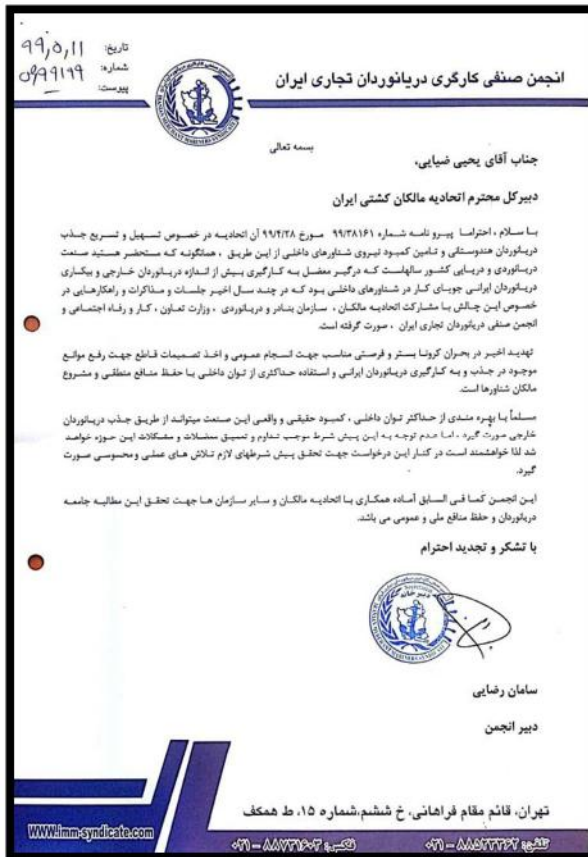 تاریخ: ۹۹,۵,۱۱
شماره: ۰۹۹۱۱۹۹
پیوست:
انجمن صنفی کارگری دریانوردان تجاری ایران
بسمه تعالی
جناب آقای یحیی ضیایی،
دبیرکل محترم اتحادیه مالکان کشتی ایران
با سلام ، احتراما پیرو نامه شماره ۹۹/۳۸۱۶۱ مورخ ۹۹/۴/۲۸ آن اتحادیه در خصوص تسهیل و تسریع جذب
دریانوردان هندوستانی و تامین کمبود نیروی شناورهای داخلی از این طریق ، همانگونه که مستحضر هستید صنعت
دریانوردی و دریایی کشور سالهاست که درگیر معضل به کارگیری بیش از اندازه دریانوردان خارجی و بیکاری
دریانوردان ایرانی جویای کار در شناورهای داخلی بود که در چند سال اخیر جلسات و مذاکرات و راهکارهایی در
خصوص این چالش با مشارکت اتحادیه مالکان ، سازمان بنادر و دریانوردی ، وزارت تعاون ، کار و رفاه اجتماعی و
انجمن صنفی دریانوردان تجاری ایران ، صورت گرفته است.
تهدید اخیر در بحران کرونا بستر و فرصتی مناسب جهت انسجام عمومی و اخذ تصمیمات قاطع جهت رفع موانع
موجود در جذب و به کارگیری دریانوردان ایرانی و استفاده حداکثری از توان داخلی با حفظ منافع منطقی و مشروع
مالکان شناورها است.
مسلماً با بهره مندی از حداکثر توان داخلی ، کمبود حقیقی و واقعی این صنعت میتواند از طریق جذب دریانوردان
خارجی صورت گیرد ، اما عدم توجه به این پیش شرط موجب تداوم و تعمیق معضلات و مشکلات این حوزه خواهد
شد لذا خواهشمند است در کنار این درخواست جهت تحقق پیش شرطهای لازم تلاش های عملی و محسوسی صورت
گیرد.
این انجمن کما فی السابق آماده همکاری با اتحادیه مالکان و سایر سازمان ها جهت تحقق این مطالبه جامعه
دریانوردان و حفظ منافع ملی و عمومی می باشد.
با تشکر و تجدید احترام
دبیرخانه
سامان رضایی
دبیر انجمن
تهران، قائم مقام فراهانی، خ ششم،شماره ۱۵، ط همکف
تلفن: ۸۸۵۲۳۳۶۲ - ۰۲۱ فکس: ۸۸۷۳۱۶۰۳ - ۰۲۱
WWW.imm-syndicate.com